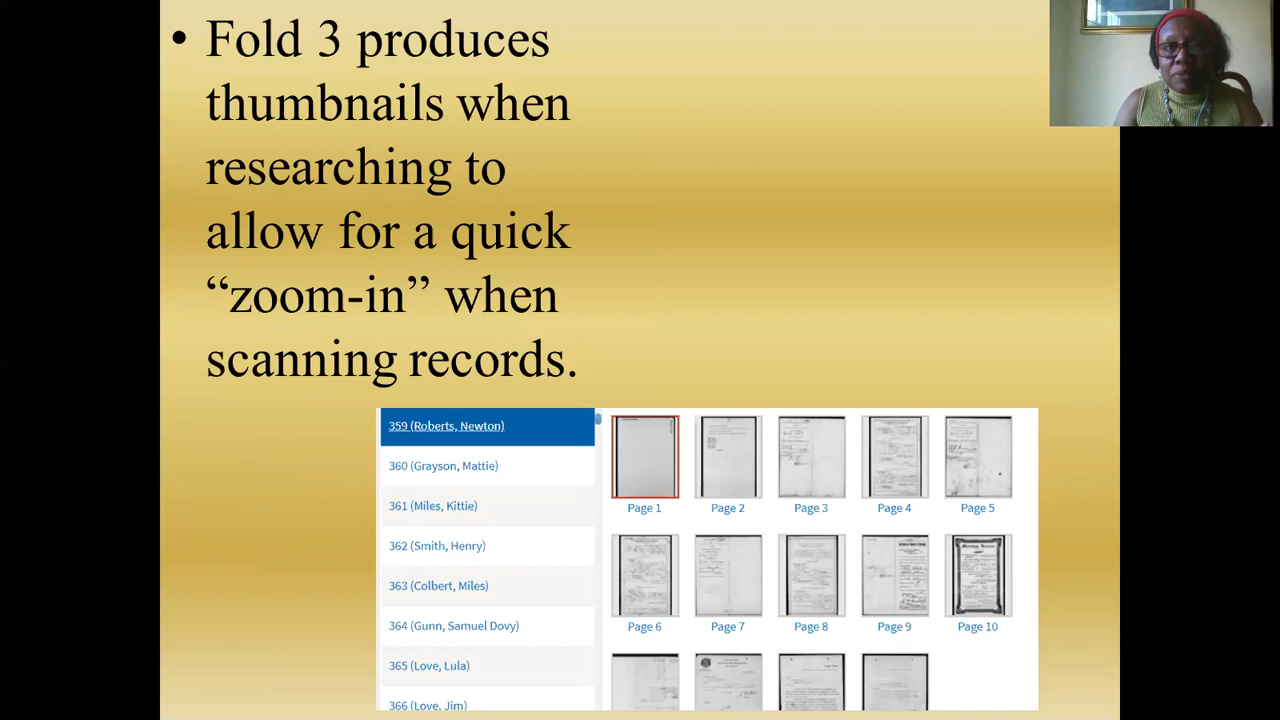 • Fold 3 produces
thumbnails when
researching to
allow for a quick
“zoom-in” when
scanning records.
359 (Roberts, Newton)
360 (Grayson, Mattie)
361 (Miles, Kittie)
362 (Smith, Henry)
363 (Colbert, Miles)
364 (Gunn, Samuel Dovy)
365 (Love, Lula)
366 (Love, Jim)
Page 1
Page 2
Page 3
Page 4
Page 5
Page 6
Page 7
Page 8
Page 9
Page 10